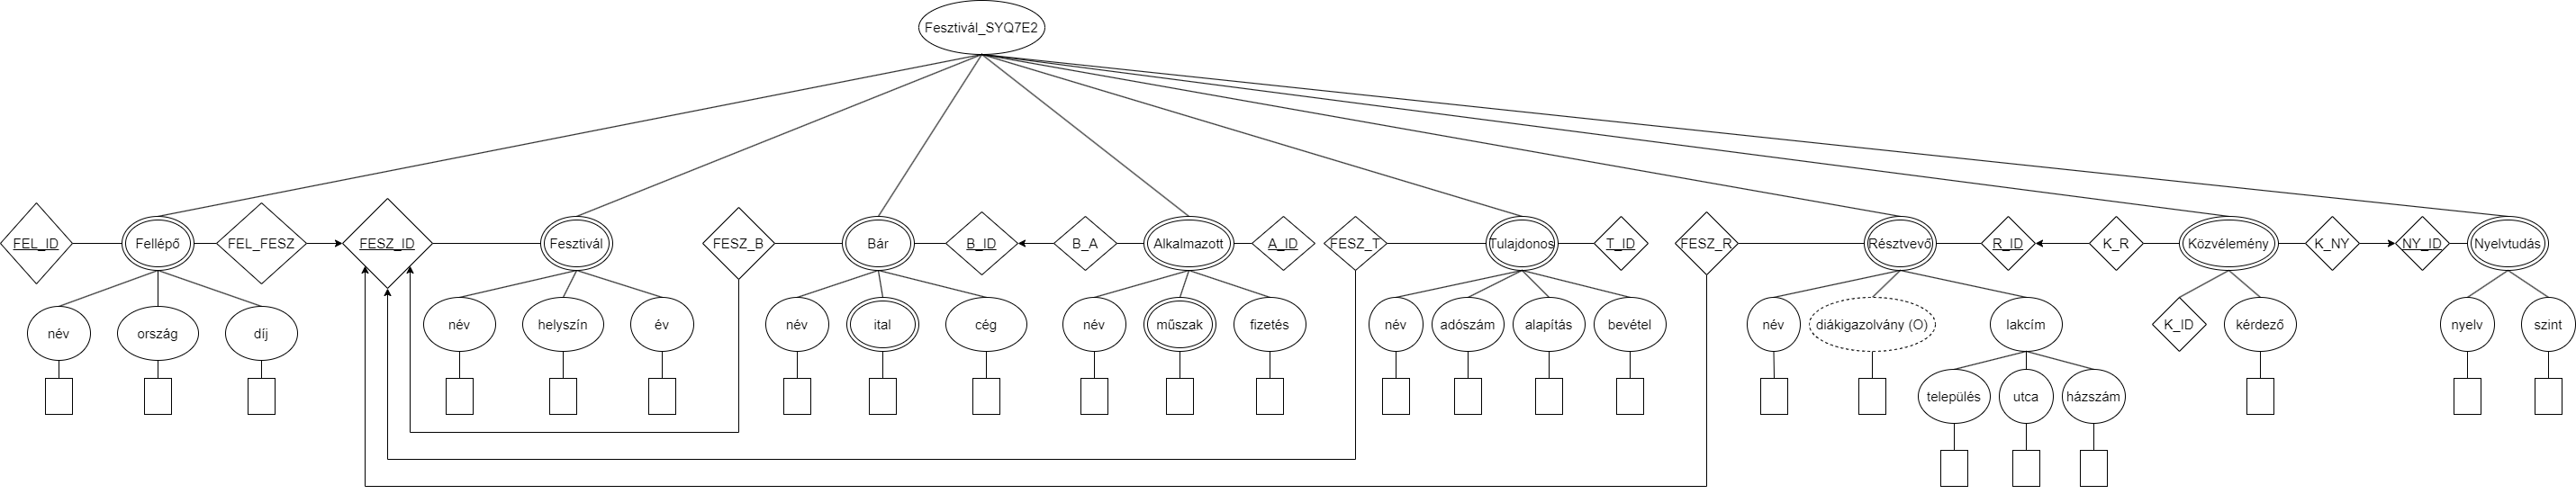 Fesztivál_SYQ7E2
FEL_ID
Fellépő
FEL_FESZ
FESZ_ID
Fesztivál
FESZ_B
Bár
B_ID
B_A
Alkalmazott
A_ID
FESZ_T
Tulajdonos
T_ID
FESZ_R
Résztvevő
R_ID
K_R
Közvélemény
K_NY
NY_ID
Nyelvtudás
név
ország
díj
név
helyszín
év
név
ital
cég
név
műszak
fizetés
név
adószám
alapítás
bevétel
név
diákigazolvány (O)
lakcím
K_ID
kérdező
nyelv
szint
település
utca
házszám